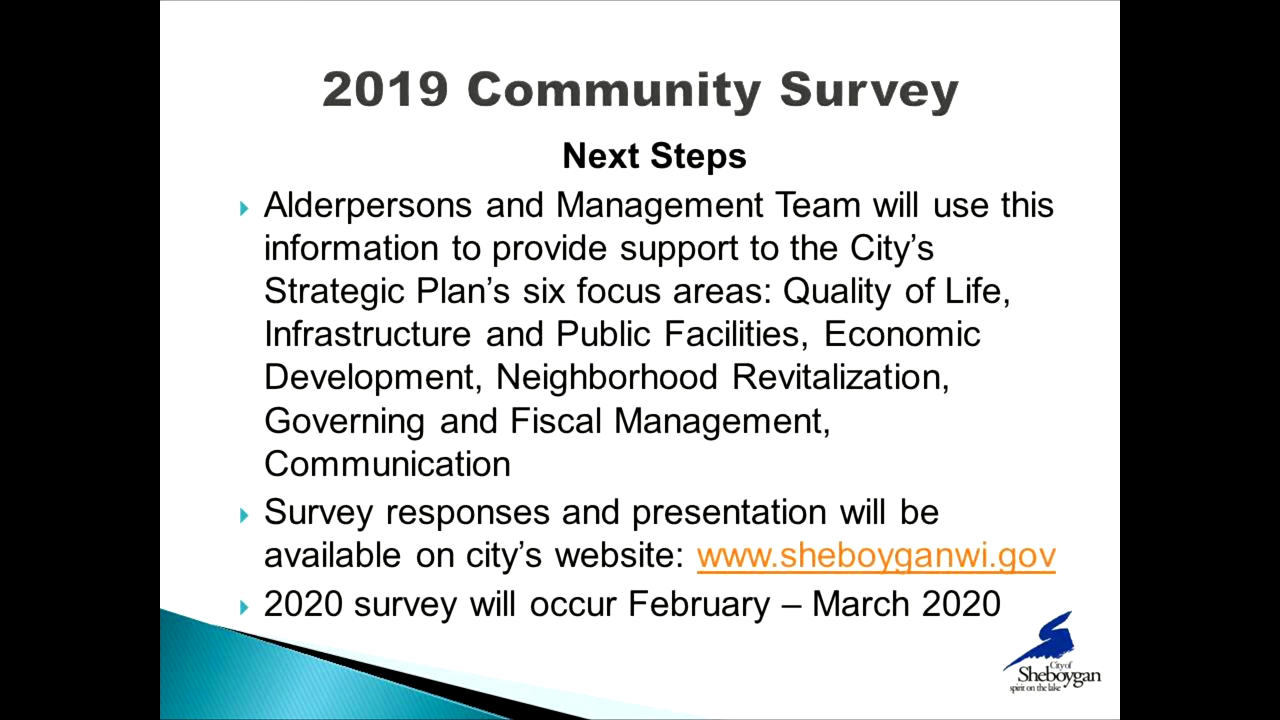 2019 Community Survey
Next Steps
Alderpersons and Management Team will use this
information to provide support to the City’s
Strategic Plan’s six focus areas: Quality of Life,
Infrastructure and Public Facilities, Economic
Development, Neighborhood Revitalization,
Governing and Fiscal Management,
Communication
Survey responses and presentation will be
available on city’s website: www.sheboyganwi.gov
2020 survey will occur February – March 2020
City of
Sheboygan
spirit on the lake